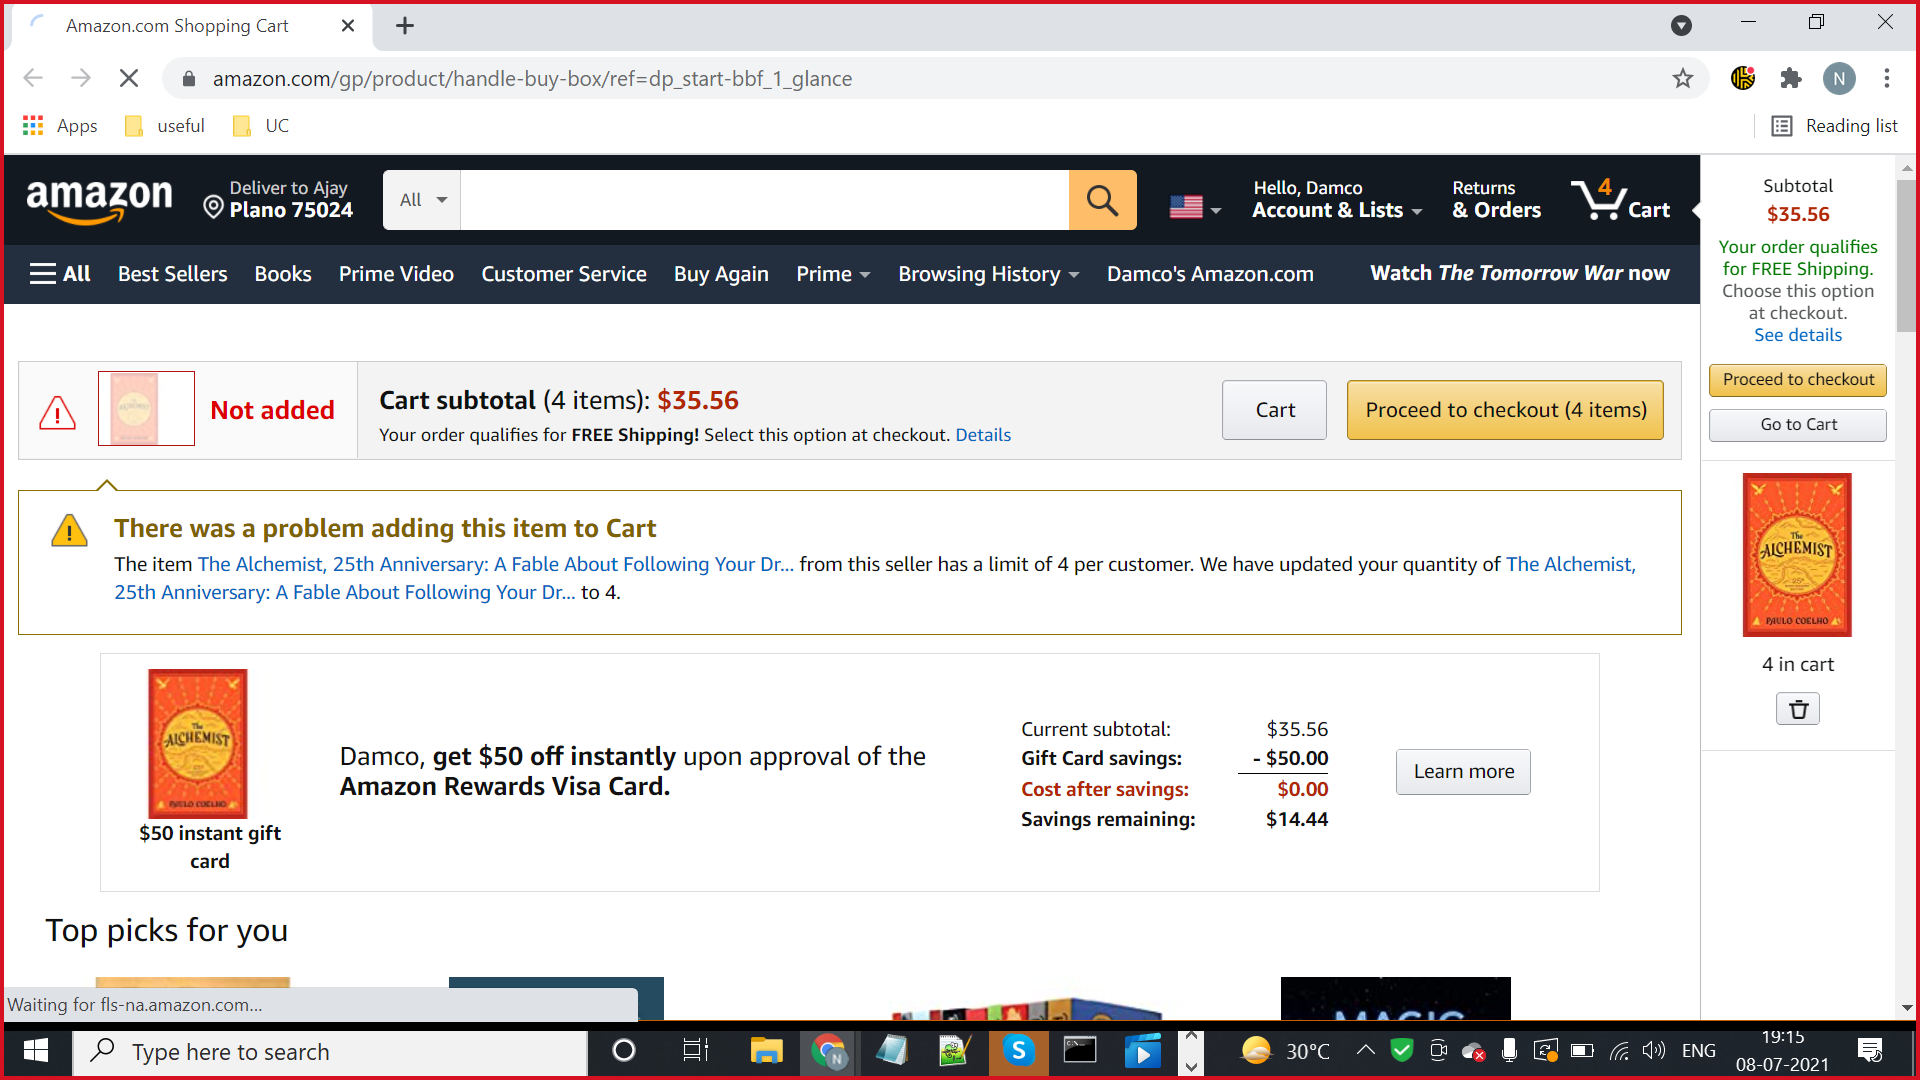 Amazon.com Shopping Cart
amazon.com/gp/product/handle-buy-box/ref=dp_start-bbf_1_glance
N
Apps useful UC Reading list
amazon
Deliver to Ajay
Plano 75024
All
Hello, Damco
Account & Lists
Returns
& Orders
4
Cart
All Best Sellers Books Prime Video Customer Service Buy Again Prime Browsing History Damco's Amazon.com Watch The Tomorrow War now
Subtotal
$35.56
Your order qualifies
for FREE Shipping.
Choose this option
at checkout.
See details
Proceed to checkout
Go to Cart
Not added
Cart subtotal (4 items): $35.56
Your order qualifies for FREE Shipping! Select this option at checkout. Details
Cart
Proceed to checkout (4 items)
There was a problem adding this item to Cart
The item The Alchemist, 25th Anniversary: A Fable About Following Your Dr... from this seller has a limit of 4 per customer. We have updated your quantity of The Alchemist,
25th Anniversary: A Fable About Following Your Dr... to 4.
The
ALCHEMIST
PAULO COELHO
4 in cart
The
ALCHEMIST
PAULO COELHO
$50 instant gift
card
Damco, get $50 off instantly upon approval of the
Amazon Rewards Visa Card.
Current subtotal: $35.56
Gift Card savings: - $50.00
Cost after savings: $0.00
Savings remaining: $14.44
Learn more
Top picks for you
MAGIC
Waiting for fls-na.amazon.com...
Type here to search
N
S
30°C
ENG
19:15
08-07-2021